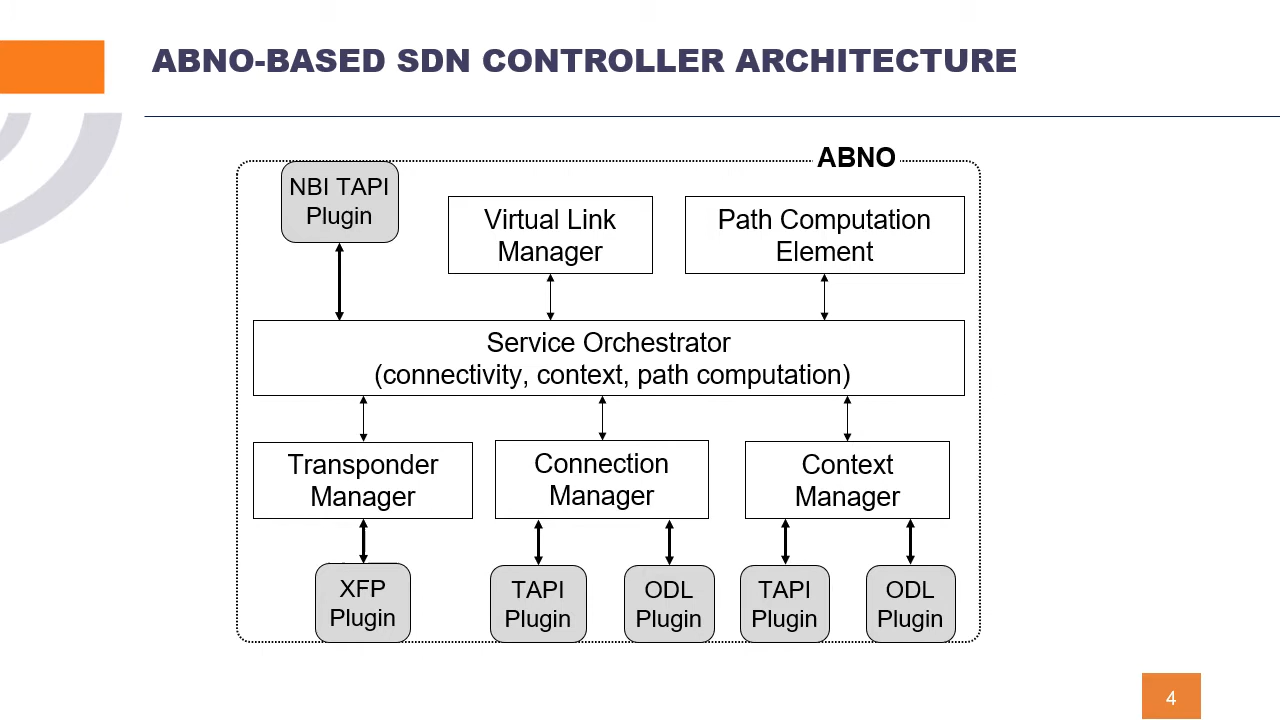 ABNO-BASED SDN CONTROLLER ARCHITECTURE
ABNO
NBI TAPI
Plugin
Virtual Link
Manager
Path Computation
Element
Service Orchestrator
(connectivity, context, path computation)
Transponder
Manager
Connection
Manager
Context
Manager
XFP
Plugin
TAPI
Plugin
ODL
Plugin
TAPI
Plugin
ODL
Plugin
4